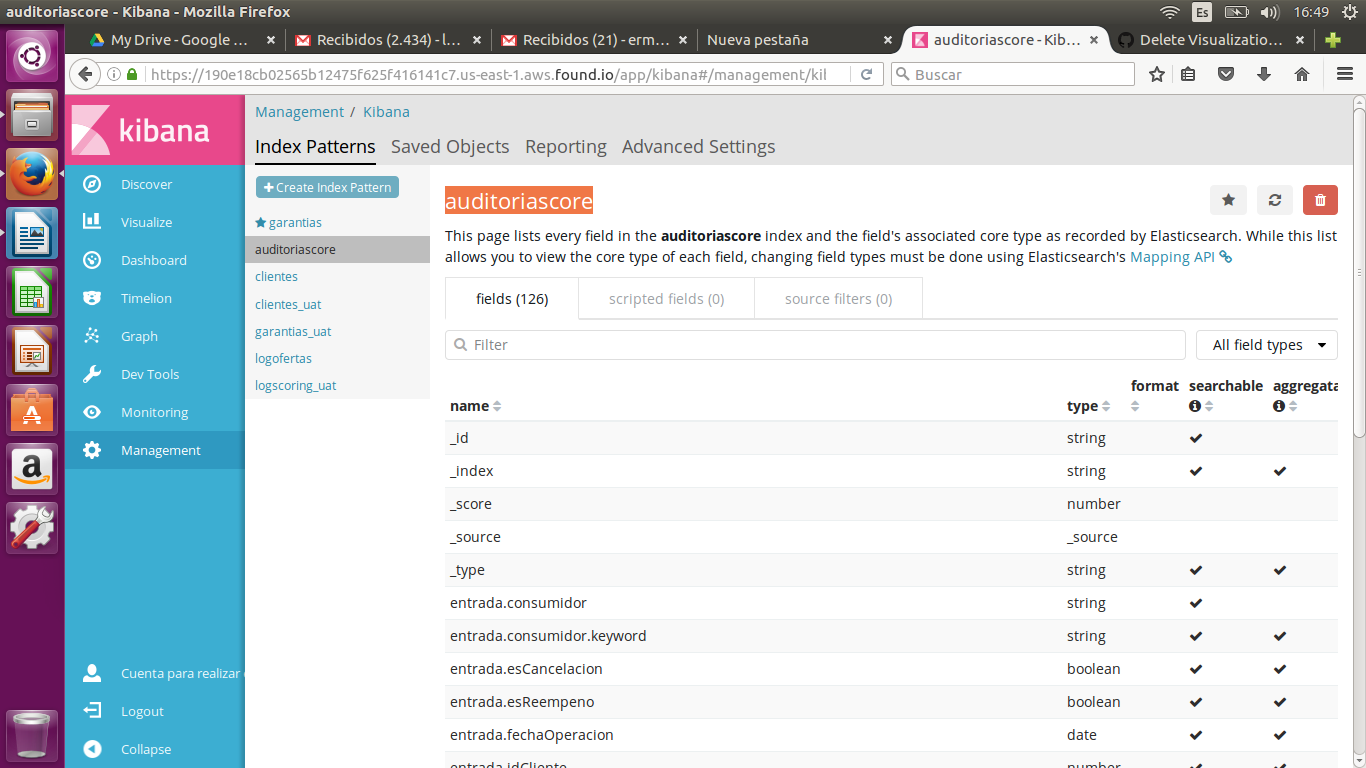 auditoriascore - Kibana - Mozilla Firefox
Es
16:49
My Drive - Google ...
Recibidos (2.434) - l...
Recibidos (21) - erm...
Nueva pestaña
auditoriascore - Kib...
Delete Visualizatio...
https://190e18cb02565b12475f625f416141c7.us-east-1.aws.found.io/app/kibana#/management/kil
Buscar
kibana
Discover
Visualize
Dashboard
Timelion
Graph
Dev Tools
Monitoring
Management
Cuenta para realizar
Logout
Collapse
Management / Kibana
Index Patterns Saved Objects Reporting Advanced Settings
Create Index Pattern
garantias
auditoriascore
clientes
clientes_uat
garantias_uat
logofertas
logscoring_uat
auditoriascore
This page lists every field in the auditoriascore index and the field's associated core type as recorded by Elasticsearch. While this list
allows you to view the core type of each field, changing field types must be done using Elasticsearch's Mapping API
fields (126) scripted fields (0) source filters (0)
Filter
All field types
name type format searchable aggregata
_id string
_index string
_score number
_source _source
_type string
entrada.consumidor string
entrada.consumidor.keyword string
entrada.esCancelacion boolean
entrada.esReempeno boolean
entrada.fechaOperacion date
entrada.idCliente number